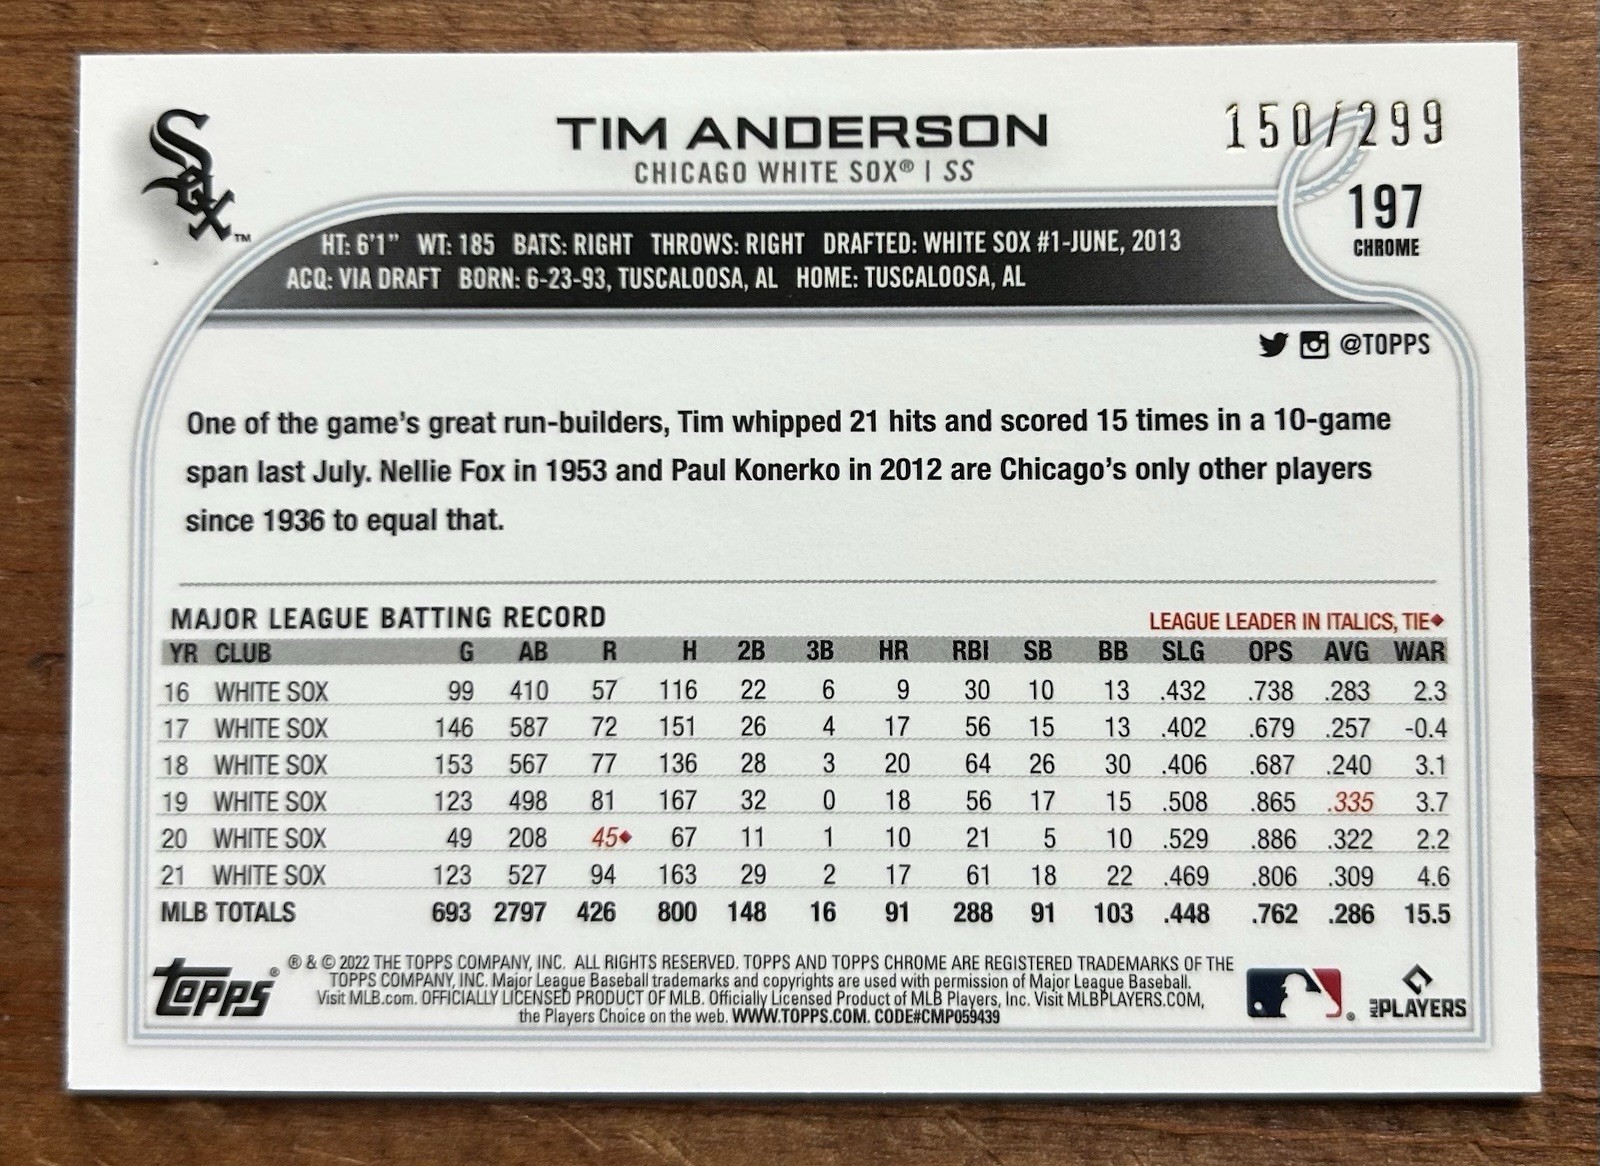 Sox ™
TIM ANDERSON
CHICAGO WHITE SOX® | SS
150/299
197
CHROME
HT: 6'1" WT: 185 BATS: RIGHT THROWS: RIGHT DRAFTED: WHITE SOX #1-JUNE, 2013
ACQ: VIA DRAFT BORN: 6-23-93, TUSCALOOSA, AL HOME: TUSCALOOSA, AL
@TOPPS
One of the game's great run-builders, Tim whipped 21 hits and scored 15 times in a 10-game
span last July. Nellie Fox in 1953 and Paul Konerko in 2012 are Chicago's only other players
since 1936 to equal that.
MAJOR LEAGUE BATTING RECORD
LEAGUE LEADER IN ITALICS, TIE◆
YR CLUB G AB R H 2B 3B HR RBI SB BB SLG OPS AVG WAR
16 WHITE SOX 99 410 57 116 22 6 9 30 10 13 .432 .738 .283 2.3
17 WHITE SOX 146 587 72 151 26 4 17 56 15 13 .402 .679 .257 -0.4
18 WHITE SOX 153 567 77 136 28 3 20 64 26 30 .406 .687 .240 3.1
19 WHITE SOX 123 498 81 167 32 0 18 56 17 15 .508 .865 .335 3.7
20 WHITE SOX 49 208 45◆ 67 11 1 10 21 5 10 .529 .886 .322 2.2
21 WHITE SOX 123 527 94 163 29 2 17 61 18 22 .469 .806 .309 4.6
MLB TOTALS 693 2797 426 800 148 16 91 288 91 103 .448 .762 .286 15.5
topps®
® & © 2022 THE TOPPS COMPANY, INC. ALL RIGHTS RESERVED. TOPPS AND TOPPS CHROME ARE REGISTERED TRADEMARKS OF THE
TOPPS COMPANY, INC. Major League Baseball trademarks and copyrights are used with permission of Major League Baseball.
Visit MLB.com. OFFICIALLY LICENSED PRODUCT OF MLB. Officially Licensed Product of MLB Players, Inc. Visit MLBPLAYERS.COM,
the Players Choice on the web. WWW.TOPPS.COM. CODE#CMP059439
®
MLB PLAYERS